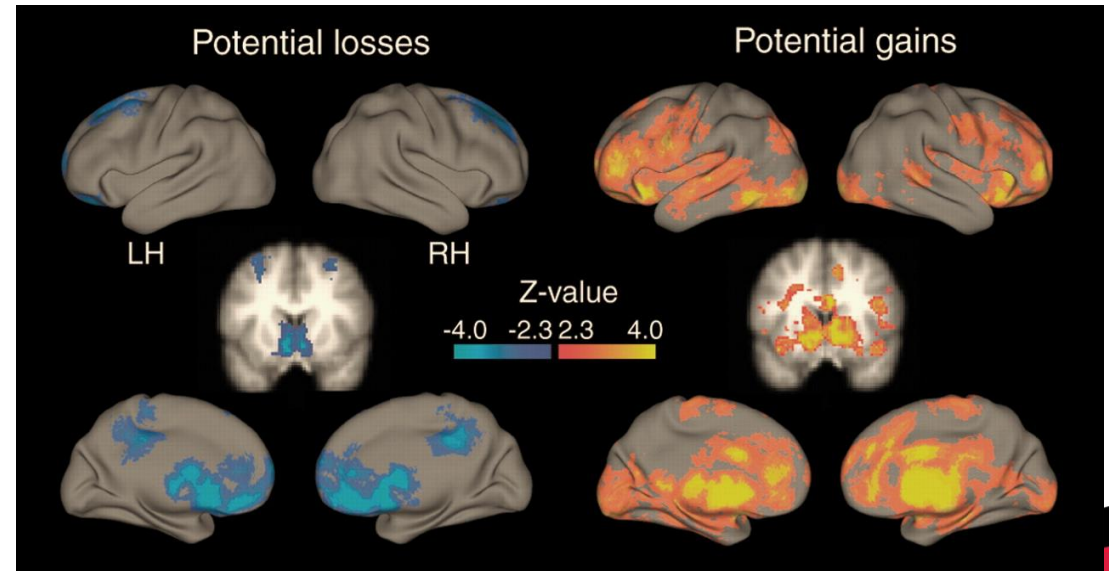 Potential losses
Potential gains
LH
RH
Z-value
-4.0 -2.3 2.3 4.0